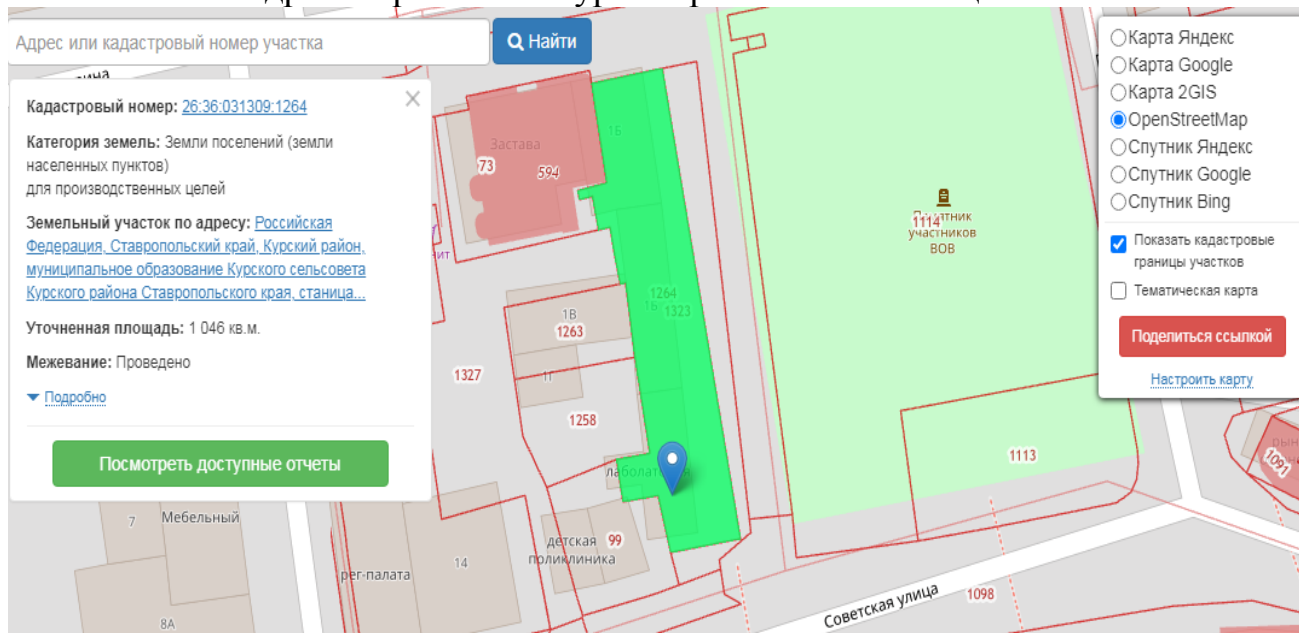 Адрес или кадастровый номер участка
Найти
Кадастровый номер: 26:36:031309:1264
Категория земель: Земли поселений (земли
населенных пунктов)
для производственных целей
Земельный участок по адресу: Российская
Федерация, Ставропольский край, Курский район,
муниципальное образование Курского сельсовета
Курского района Ставропольского края, станица...
Уточненная площадь: 1 046 кв.м.
Межевание: Проведено
Подробно
Посмотреть доступные отчеты
Карта Яндекс
Карта Google
Карта 2GIS
OpenStreetMap
Спутник Яндекс
Спутник Google
Спутник Bing
Показать кадастровые
границы участков
Тематическая карта
Поделиться ссылкой
Настроить карту
Застава
73
594
1Б
1114
участников
ВОВ
1264
1Б 1323
1В
1263
1Г
1327
1258
1113
1091
детская
поликлиника
99
7
Мебельный
рег-палата
14
8А
Советская улица
1098